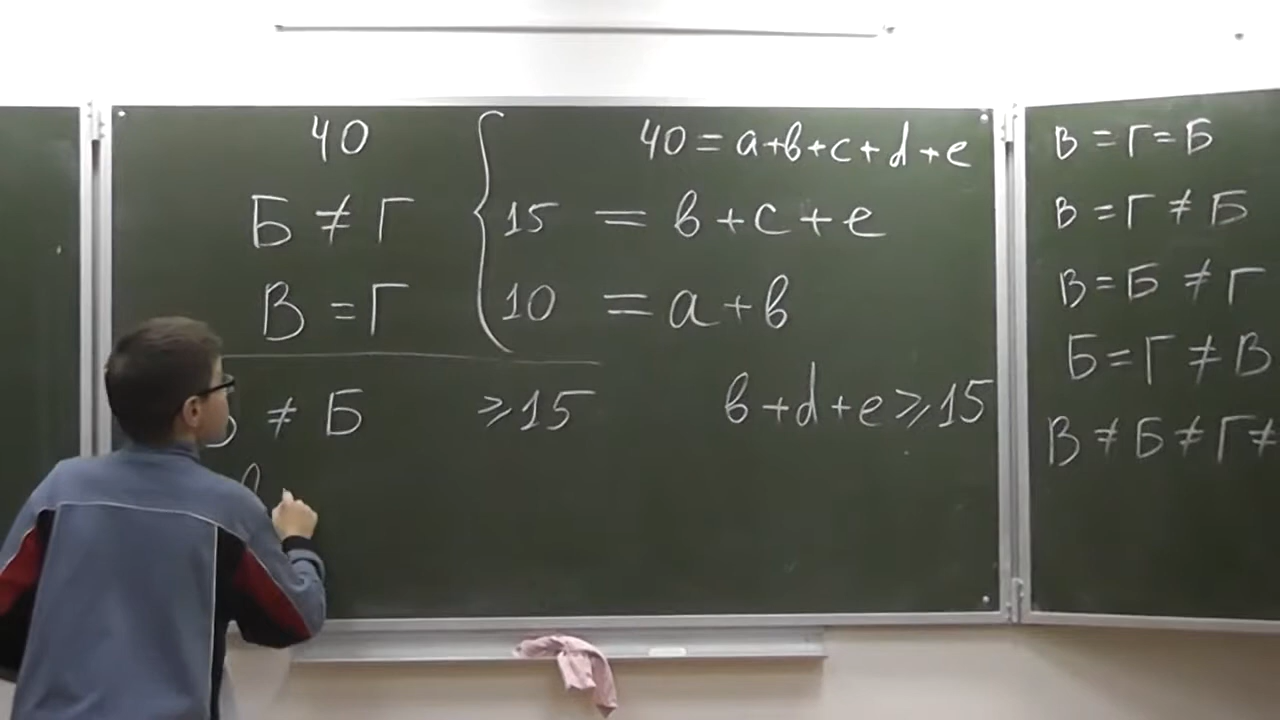 40
Б ≠ Г
В = Г
≠ Б ≥15
40 = a+b+c+d+e
15 = b+c+e
10 = a+b
b+d+e≥15
В = Г = Б
В = Г ≠ Б
В = Б ≠ Г
Б = Г ≠ В
В ≠ Б ≠ Г ≠